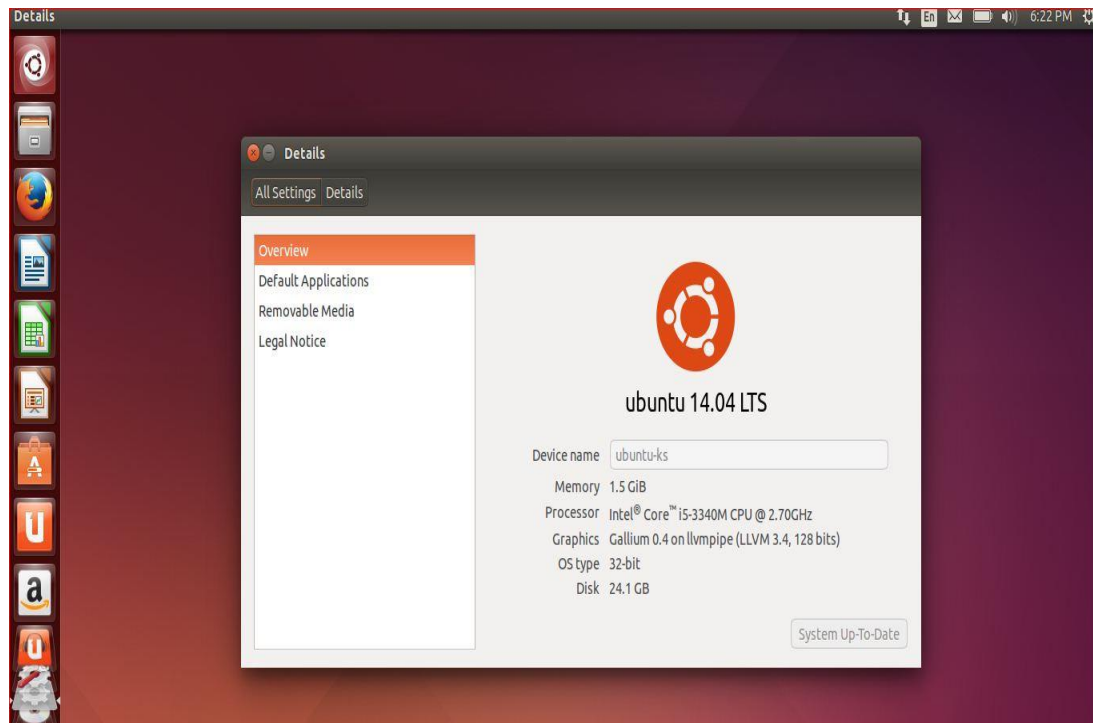 Details
En 6:22 PM
Details
All Settings Details
Overview
Default Applications
Removable Media
Legal Notice
ubuntu 14.04 LTS
Device name ubuntu-ks
Memory 1.5 GiB
Processor Intel® Core™ i5-3340M CPU @ 2.70GHz
Graphics Gallium 0.4 on llvmpipe (LLVM 3.4, 128 bits)
OS type 32-bit
Disk 24.1 GB
System Up-To-Date